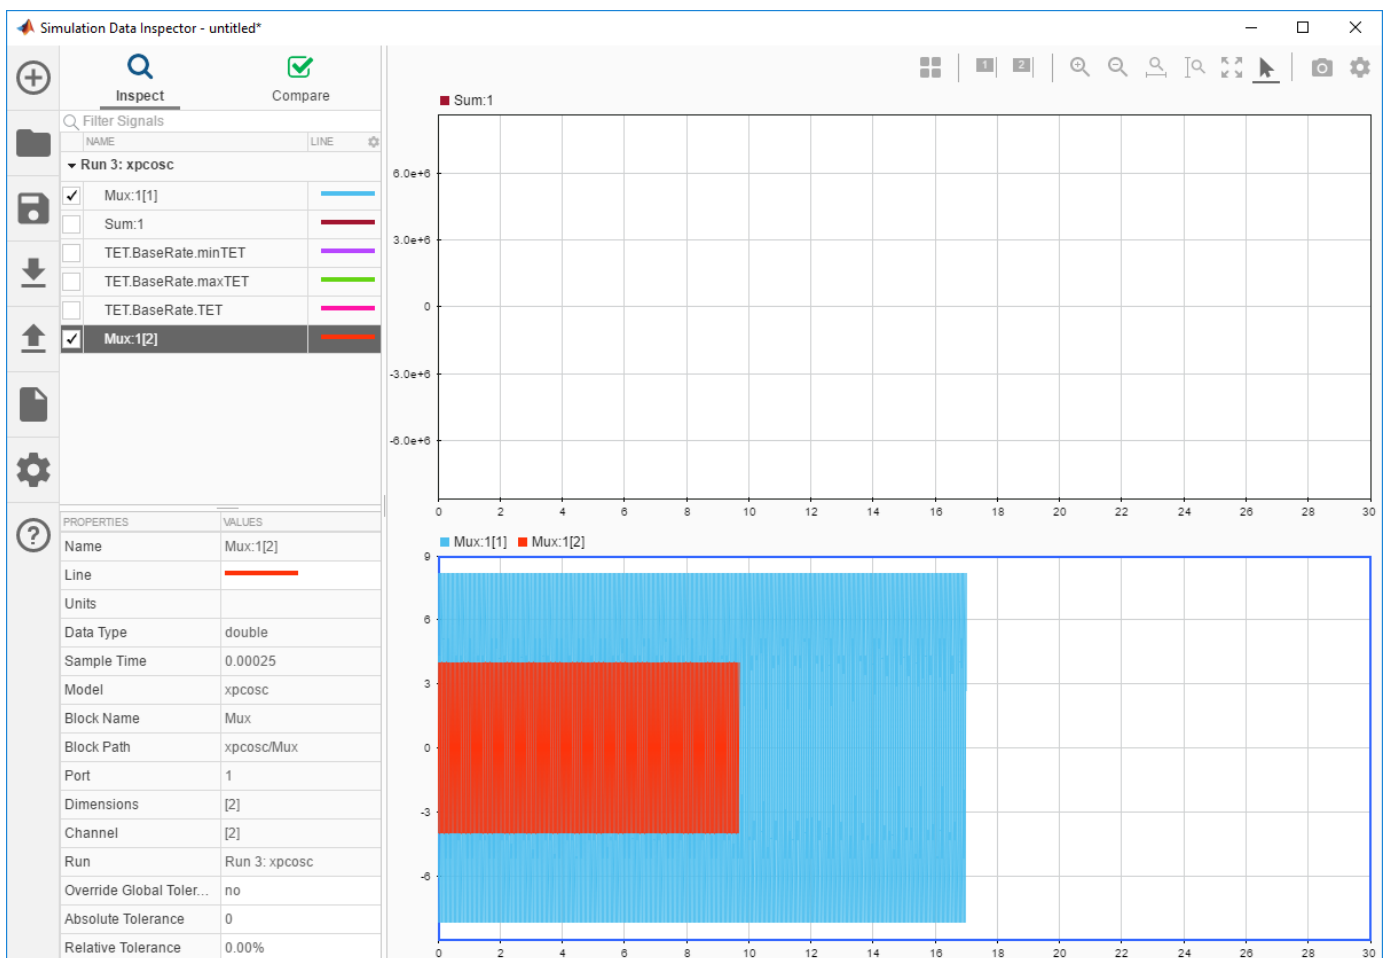 Simulation Data Inspector - untitled*
Inspect
Compare
Filter Signals
NAME LINE
Run 3: xpcosc
Mux:1[1]
Sum:1
TET.BaseRate.minTET
TET.BaseRate.maxTET
TET.BaseRate.TET
Mux:1[2]
PROPERTIES VALUES
Name Mux:1[2]
Line
Units
Data Type double
Sample Time 0.00025
Model xpcosc
Block Name Mux
Block Path xpcosc/Mux
Port 1
Dimensions [2]
Channel [2]
Run Run 3: xpcosc
Override Global Toler... no
Absolute Tolerance 0
Relative Tolerance 0.00%
1 2
Sum:1
6.0e+6
3.0e+6
0
-3.0e+6
-6.0e+6
0 2 4 6 8 10 12 14 16 18 20 22 24 26 28 30
Mux:1[1] Mux:1[2]
9
6
3
0
-3
-6
0 2 4 6 8 10 12 14 16 18 20 22 24 26 28 30